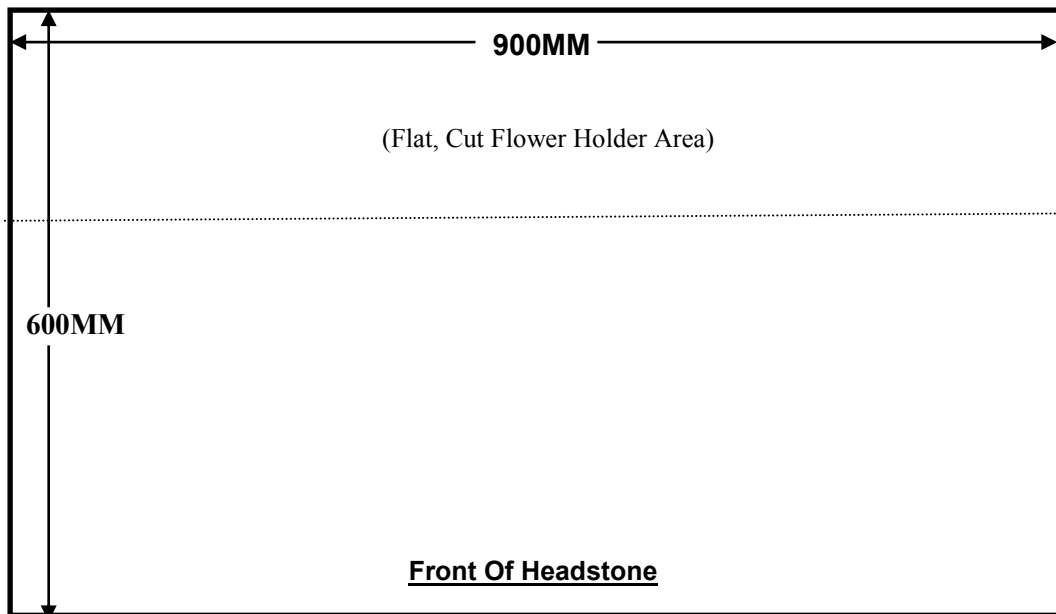 900MM
(Flat, Cut Flower Holder Area)
600MM
Front Of Headstone